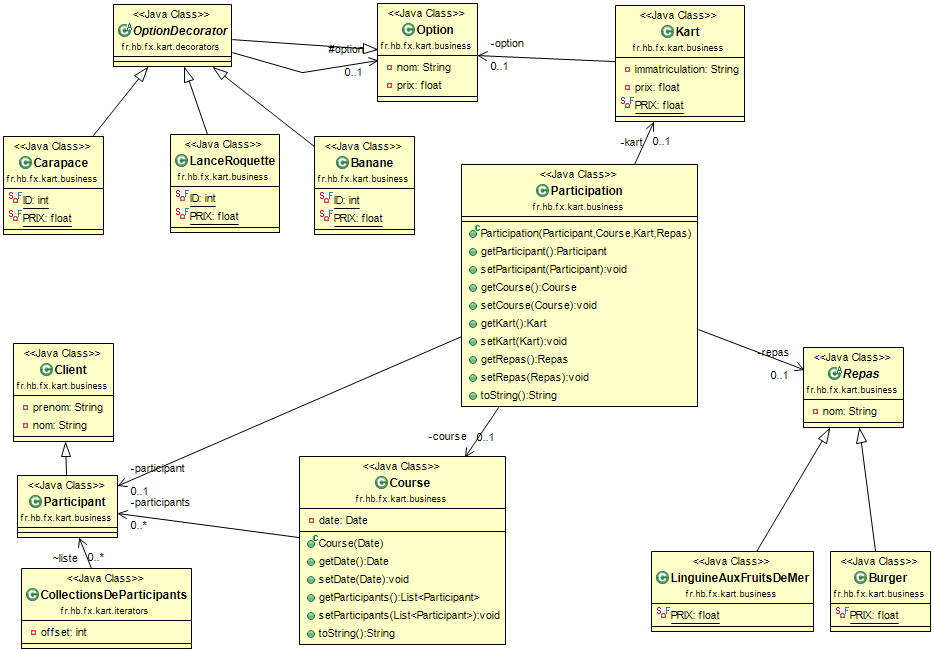 <<Java Class>>
OptionDecorator
fr.hb.fx.kart.decorators
<<Java Class>>
Option
fr.hb.fx.kart.business
nom: String
prix: float
<<Java Class>>
Kart
fr.hb.fx.kart.business
immatriculation: String
prix: float
PRIX: float
#option
0..1
-option
0..1
<<Java Class>>
Carapace
fr.hb.fx.kart.business
ID: int
PRIX: float
<<Java Class>>
LanceRoquette
fr.hb.fx.kart.business
ID: int
PRIX: float
<<Java Class>>
Banane
fr.hb.fx.kart.business
ID: int
PRIX: float
-kart
0..1
<<Java Class>>
Participation
fr.hb.fx.kart.business
Participation(Participant,Course,Kart,Repas)
getParticipant():Participant
setParticipant(Participant):void
getCourse():Course
setCourse(Course):void
getKart():Kart
setKart(Kart):void
getRepas():Repas
setRepas(Repas):void
toString():String
<<Java Class>>
Client
fr.hb.fx.kart.business
prenom: String
nom: String
-repas
0..1
<<Java Class>>
Repas
fr.hb.fx.kart.business
nom: String
-course
0..1
-participant
0..1
-participants
0..*
<<Java Class>>
Participant
fr.hb.fx.kart.business
<<Java Class>>
Course
fr.hb.fx.kart.business
date: Date
Course(Date)
getDate():Date
setDate(Date):void
getParticipants():List<Participant>
setParticipants(List<Participant>):void
toString():String
~liste
0..*
<<Java Class>>
CollectionsDeParticipants
fr.hb.fx.kart.iterators
offset: int
<<Java Class>>
LinguineAuxFruitsDeMer
fr.hb.fx.kart.business
PRIX: float
<<Java Class>>
Burger
fr.hb.fx.kart.business
PRIX: float